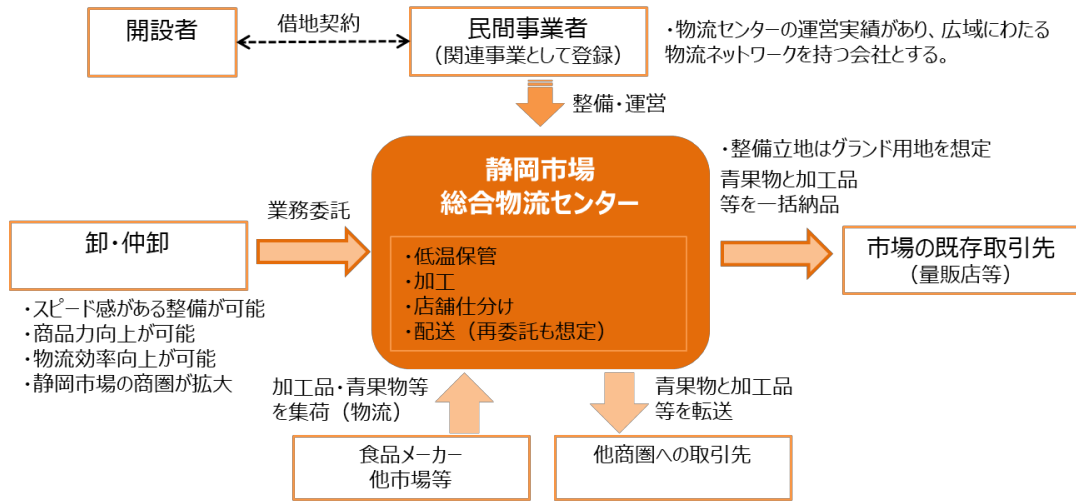 開設者
借地契約
民間事業者
（関連事業として登録）
・物流センターの運営実績があり、広域にわたる
物流ネットワークを持つ会社とする。
整備・運営
静岡市場
総合物流センター
・低温保管
・加工
・店舗仕分け
・配送（再委託も想定）
・整備立地はグランド用地を想定
青果物と加工品
等を一括納品
業務委託
卸・仲卸
市場の既存取引先
（量販店等）
・スピード感がある整備が可能
・商品力向上が可能
・物流効率向上が可能
・静岡市場の商圏が拡大
加工品・青果物等
を集荷（物流）
青果物と加工品
等を転送
食品メーカー
他市場等
他商圏への取引先